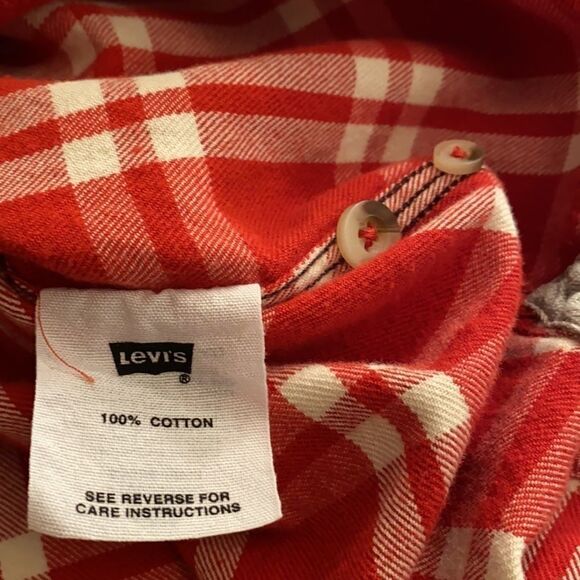 Levi's
®
100% COTTON
SEE REVERSE FOR
CARE INSTRUCTIONS